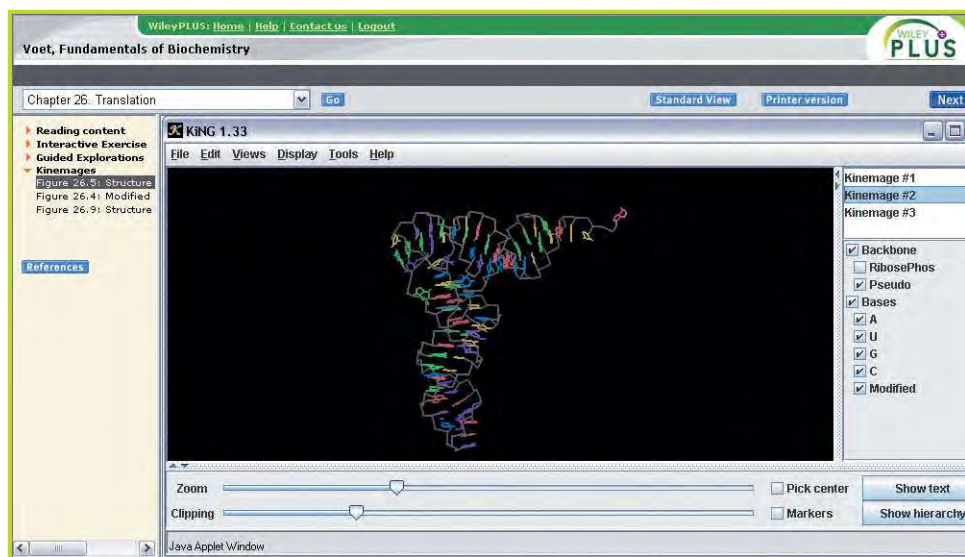 WileyPLUS: Home | Help | Contact us | Logout
Voet, Fundamentals of Biochemistry
WILEY
PLUS
Chapter 26. Translation
Go
Standard View
Printer version
Next
Reading content
Interactive Exercise
Guided Explorations
Kinemages
Figure 26.5: Structure
Figure 26.4: Modified
Figure 26.9: Structure
References
KiNG 1.33
File Edit Views Display Tools Help
Kinemage #1
Kinemage #2
Kinemage #3
Backbone
RibosePhos
Pseudo
Bases
A
U
G
C
Modified
Zoom
Pick center
Show text
Clipping
Markers
Show hierarchy
Java Applet Window